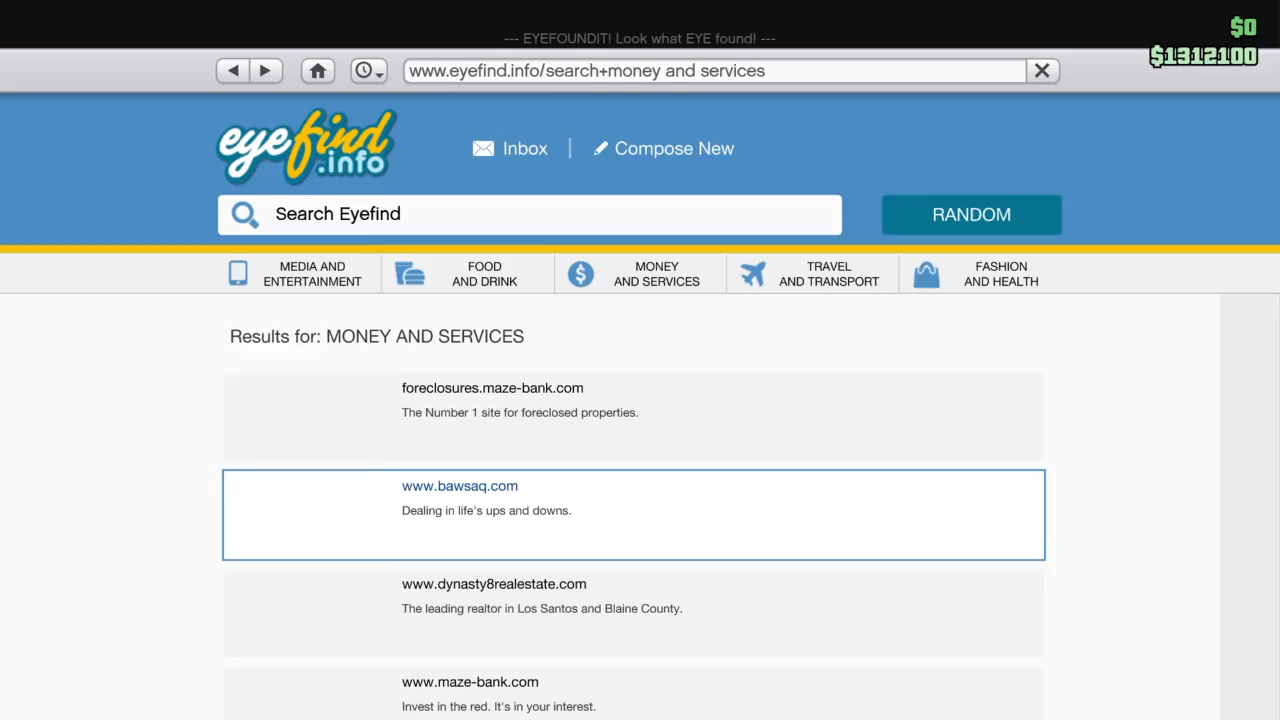 --- EYEFOUNDIT! Look what EYE found! ---
$0
$1312100
www.eyefind.info/search+money and services
eyefind
.info
Inbox
Compose New
Search Eyefind
RANDOM
MEDIA AND
ENTERTAINMENT
FOOD
AND DRINK
MONEY
AND SERVICES
TRAVEL
AND TRANSPORT
FASHION
AND HEALTH
Results for: MONEY AND SERVICES
foreclosures.maze-bank.com
The Number 1 site for foreclosed properties.
www.bawsaq.com
Dealing in life's ups and downs.
www.dynasty8realestate.com
The leading realtor in Los Santos and Blaine County.
www.maze-bank.com
Invest in the red. It's in your interest.